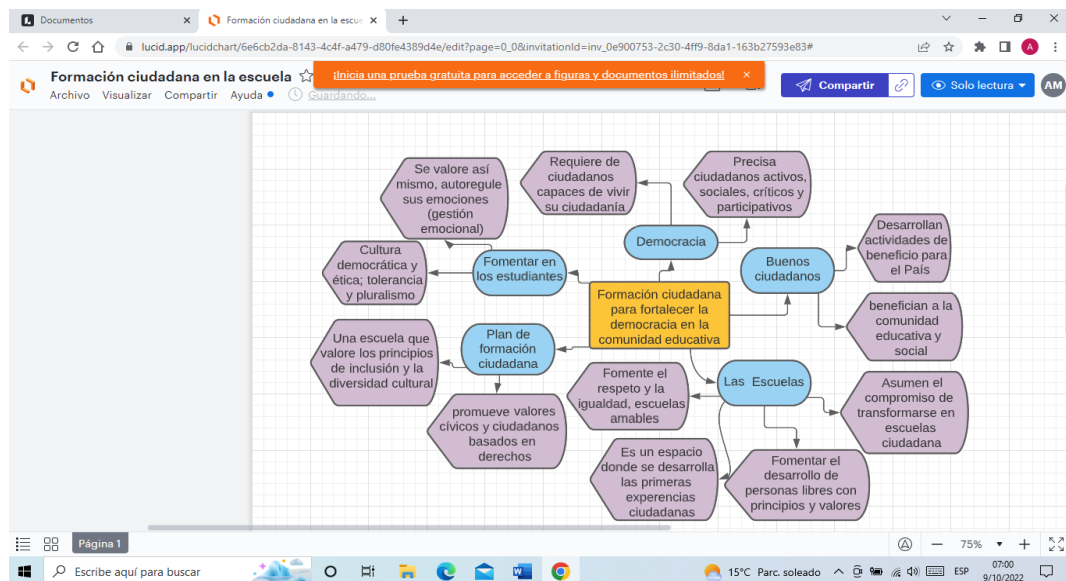 Documentos
Formación ciudadana en la escue
lucid.app/lucidchart/6e6cb2da-8143-4c4f-a479-d80fe4389d4e/edit?page=0_0&invitationId=inv_0e900753-2c30-4ff9-8da1-163b27593e83#
A
Formación ciudadana en la escuela
¡Inicia una prueba gratuita para acceder a figuras y documentos ilimitados!
Compartir
Solo lectura
AM
Archivo Visualizar Compartir Ayuda
Guardando...
Se valore así
mismo, autoregule
sus emociones
(gestión
emocional)
Requiere de
ciudadanos
capaces de vivir
su ciudadanía
Precisa
ciudadanos activos,
sociales, críticos y
participativos
Democracia
Desarrollan
actividades de
beneficio para
el País
Cultura
democrática y
ética; tolerancia
y pluralismo
Fomentar en
los estudiantes
Buenos
ciudadanos
Formación ciudadana
para fortalecer la
democracia en la
comunidad educativa
benefician a la
comunidad
educativa y
social
Una escuela que
valore los principios
de inclusión y la
diversidad cultural
Plan de
formación
ciudadana
Fomente el
respeto y la
igualdad, escuelas
amables
Las Escuelas
Asumen el
compromiso de
transformarse en
escuelas
ciudadana
promueve valores
cívicos y ciudadanos
basados en
derechos
Es un espacio
donde se desarrolla
las primeras
experencias
ciudadanas
Fomentar el
desarrollo de
personas libres con
principios y valores
Página 1
75%
Escribe aquí para buscar
15°C Parc. soleado
ESP
07:00
9/10/2022